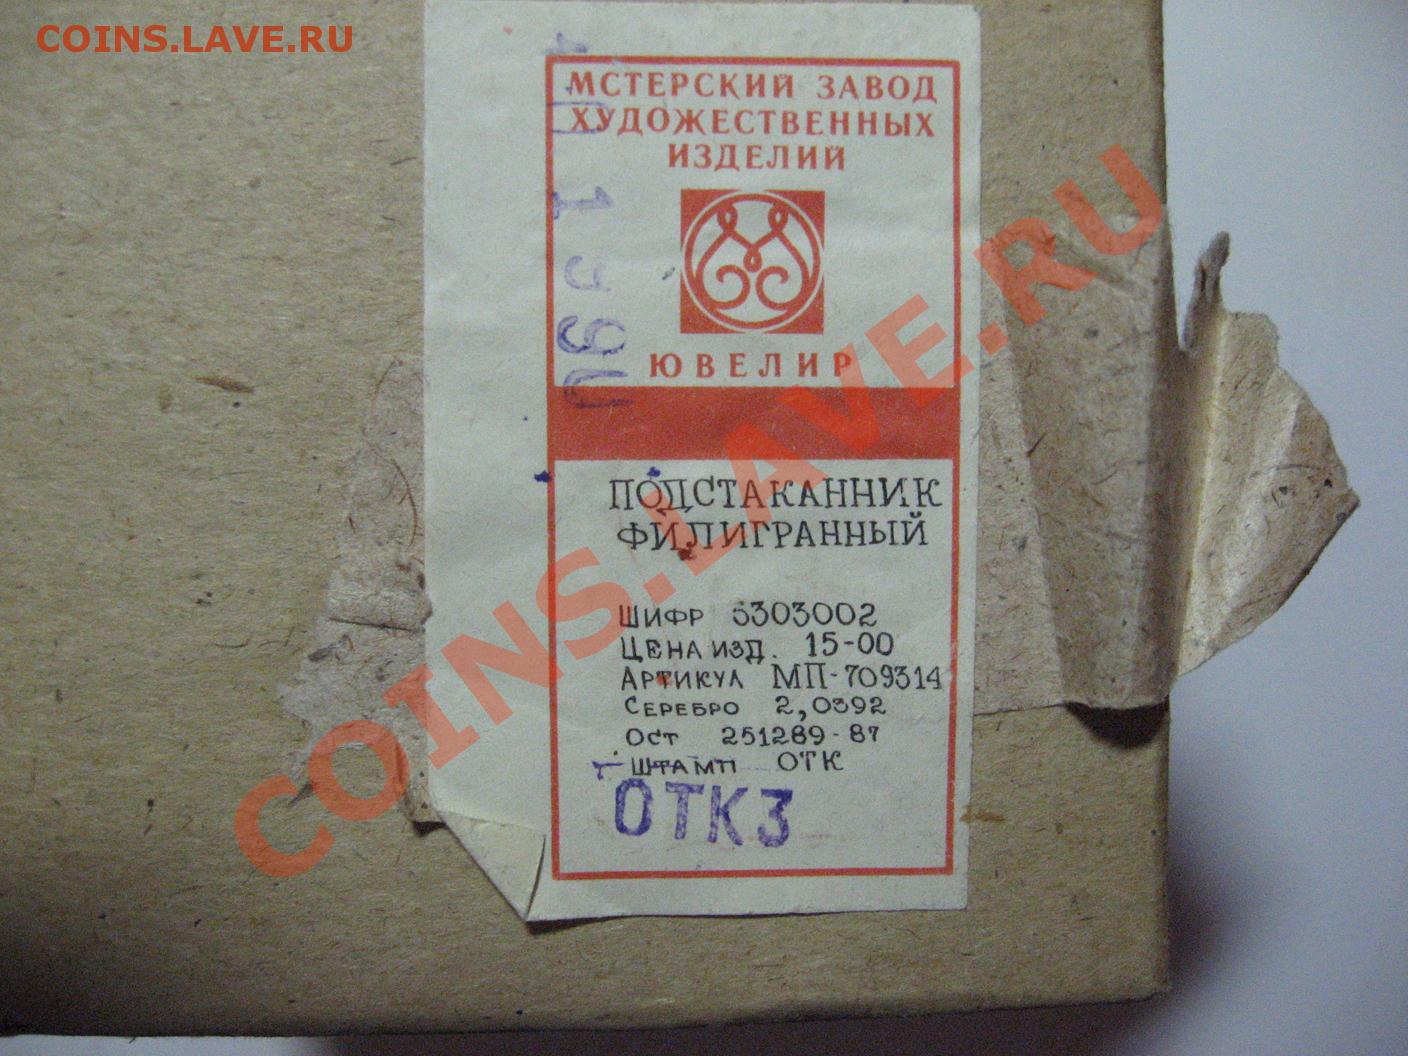 COINS.LAVE.RU
МСТЕРСКИЙ ЗАВОД
ХУДОЖЕСТВЕННЫХ
ИЗДЕЛИЙ
ЮВЕЛИР
ПОДСТАКАННИК
ФИЛИГРАННЫЙ
ШИФР 6303002
ЦЕНА ИЗД. 15-00
АРТИКУЛ МП-709314
СЕРЕБРО 2,0392
ОСТ 251289-87
ШТАМП ОТК
ОТК3
COINS.LAVE.RU